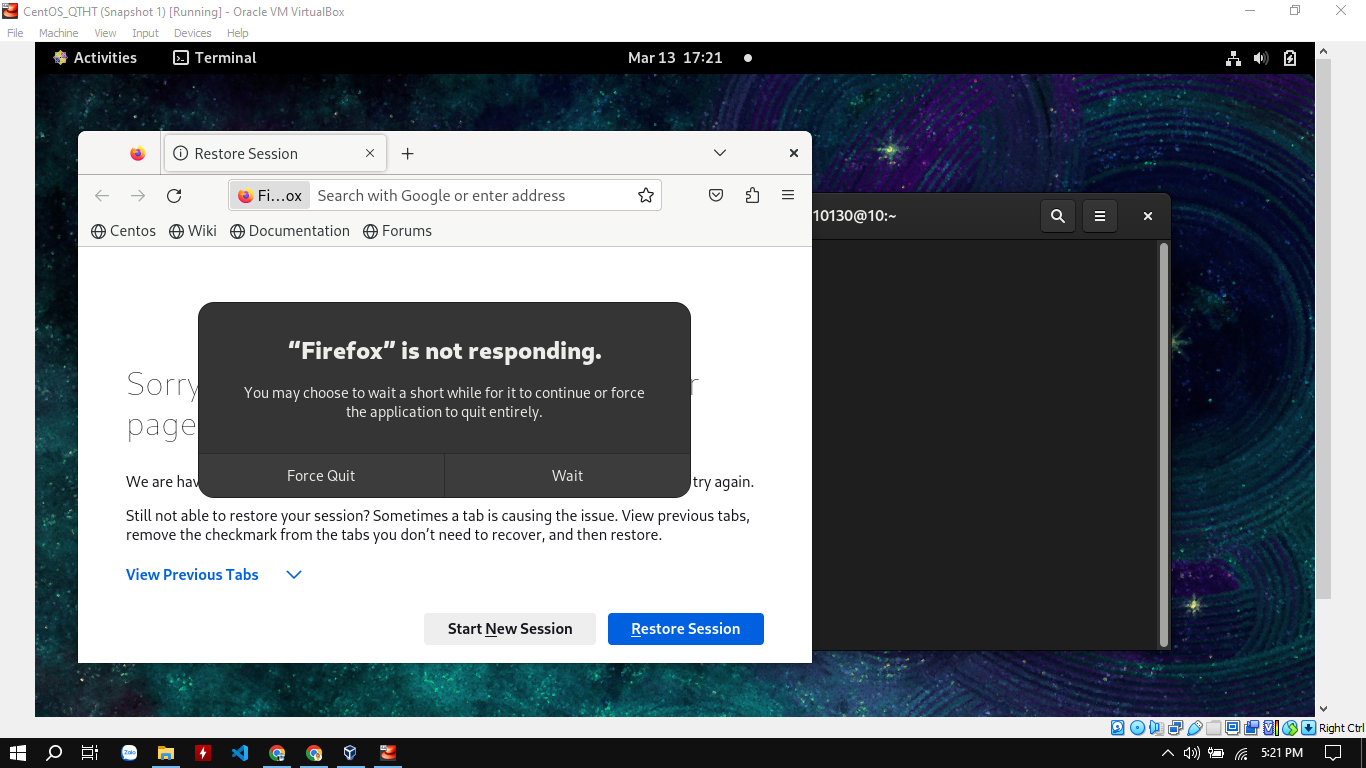 CentOS_QTHT (Snapshot 1) [Running] - Oracle VM VirtualBox
File Machine View Input Devices Help
Activities Terminal Mar 13 17:21
Restore Session
Fi...ox Search with Google or enter address
10130@10:~
Centos Wiki Documentation Forums
“Firefox” is not responding.
You may choose to wait a short while for it to continue or force
the application to quit entirely.
Force Quit Wait
Sorry
r
page
We are hav
try again.
Still not able to restore your session? Sometimes a tab is causing the issue. View previous tabs,
remove the checkmark from the tabs you don’t need to recover, and then restore.
View Previous Tabs
Start New Session Restore Session
Right Ctrl
Zalo
5:21 PM